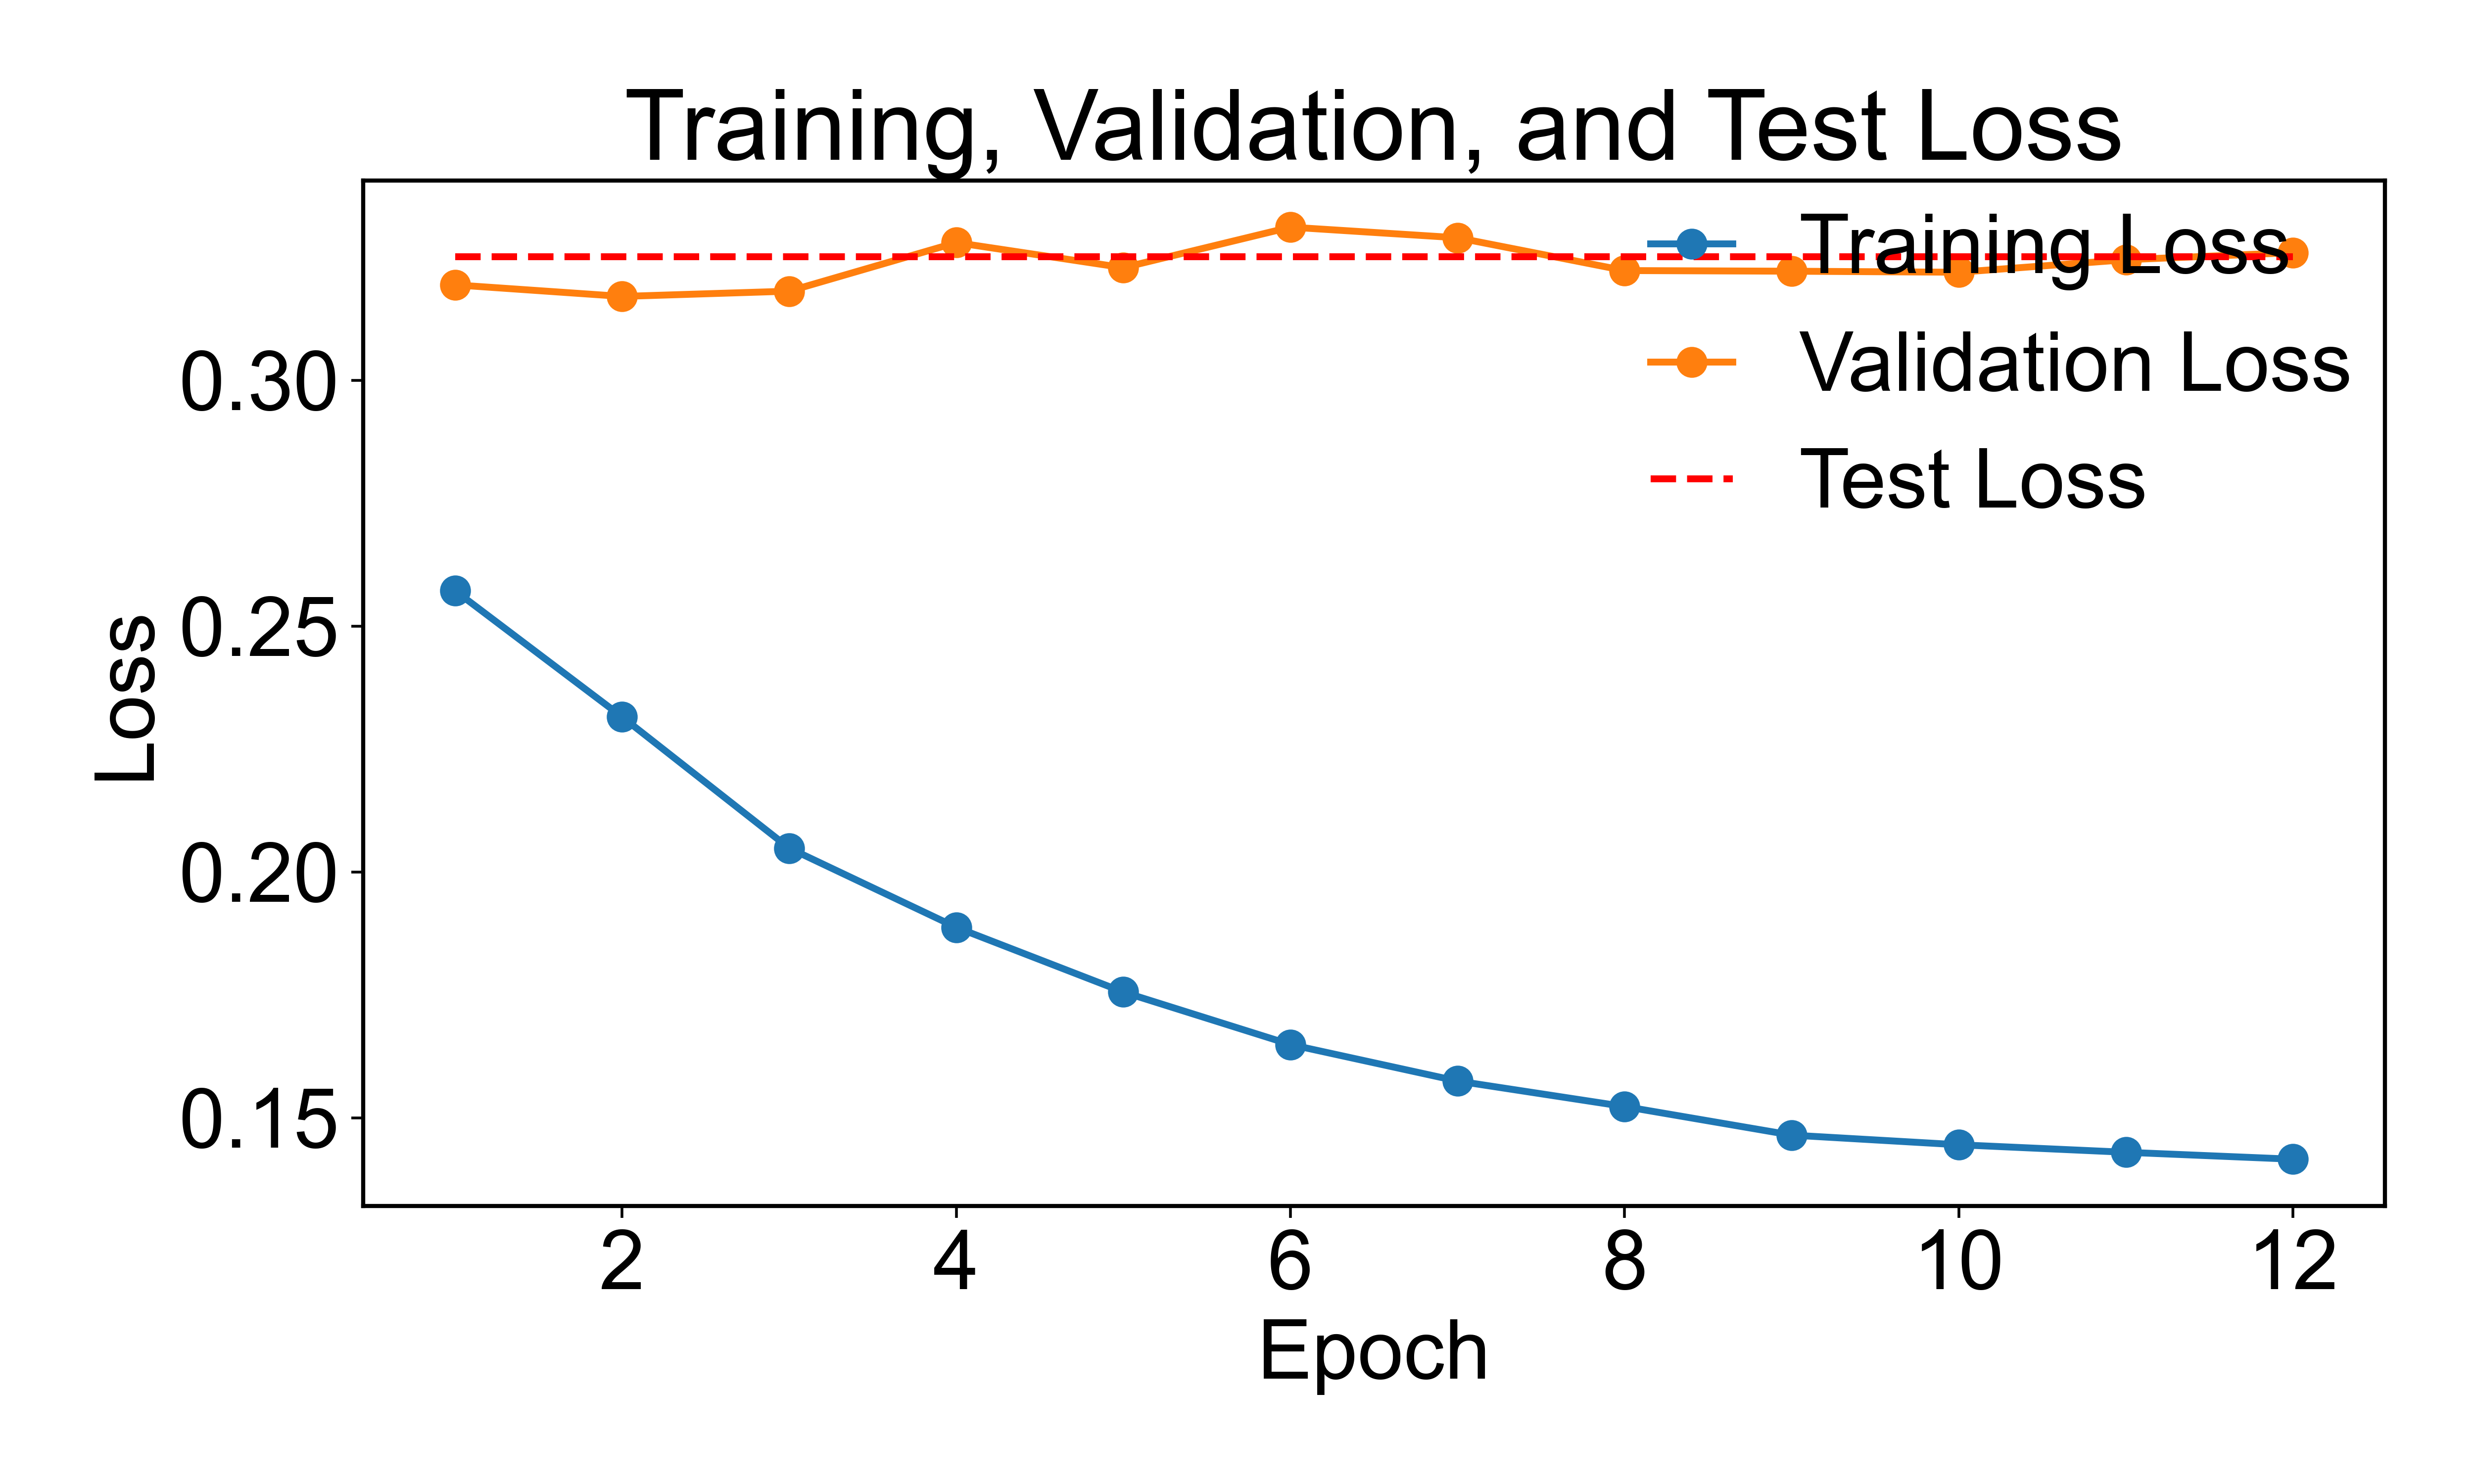 Training, Validation, and Test Loss
Training Loss
Validation Loss
Test Loss
Loss
0.30
0.25
0.20
0.15
2 4 6 8 10 12
Epoch